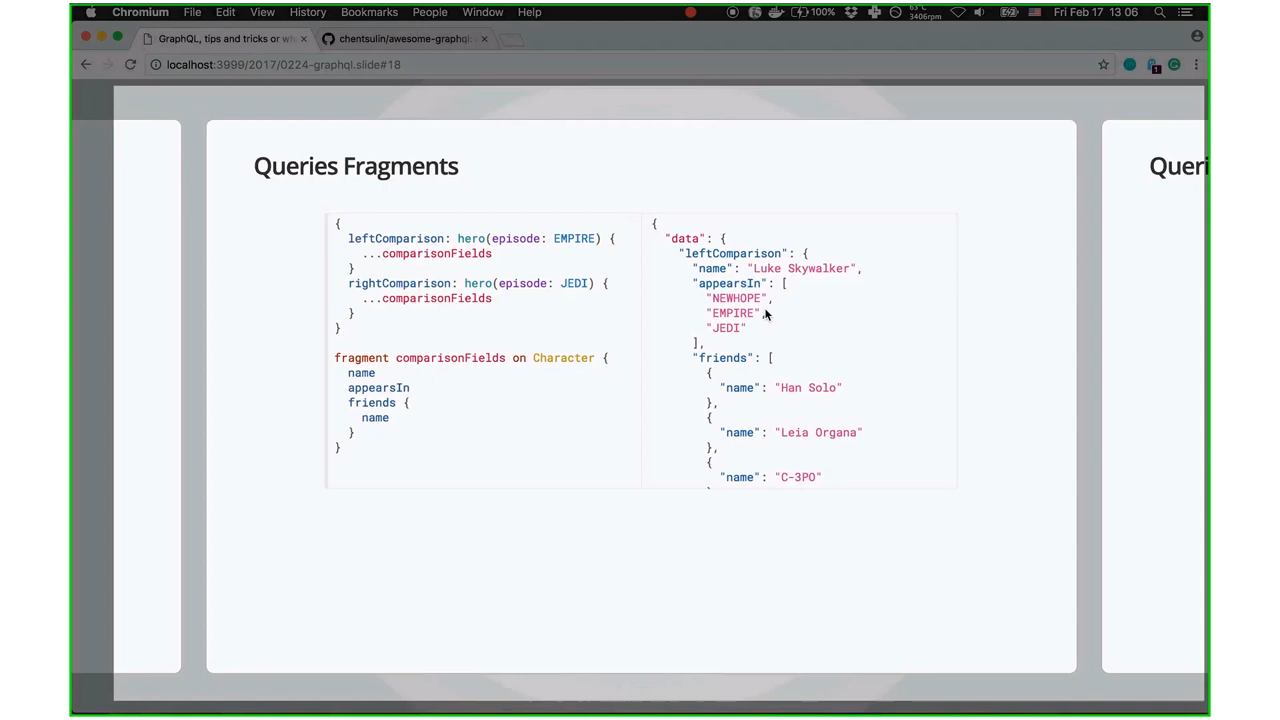 Chromium File Edit View History Bookmarks People Window Help 100% 63°C 3406rpm Fri Feb 17 13 06
GraphQL, tips and tricks or wh × chentsulin/awesome-graphql: ×
localhost:3999/2017/0224-graphql.slide#18
1
Queries Fragments
{
leftComparison: hero(episode: EMPIRE) {
...comparisonFields
}
rightComparison: hero(episode: JEDI) {
...comparisonFields
}
}
fragment comparisonFields on Character {
name
appearsIn
friends {
name
}
}
{
"data": {
"leftComparison": {
"name": "Luke Skywalker",
"appearsIn": [
"NEWHOPE",
"EMPIRE",
"JEDI"
],
"friends": [
{
"name": "Han Solo"
},
{
"name": "Leia Organa"
},
{
"name": "C-3PO"
Queri